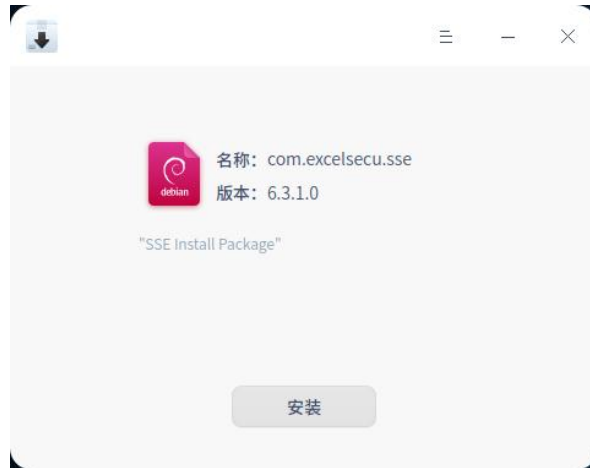 名称：com.excelsecu.sse
debian
版本：6.3.1.0
"SSE Install Package"
安装